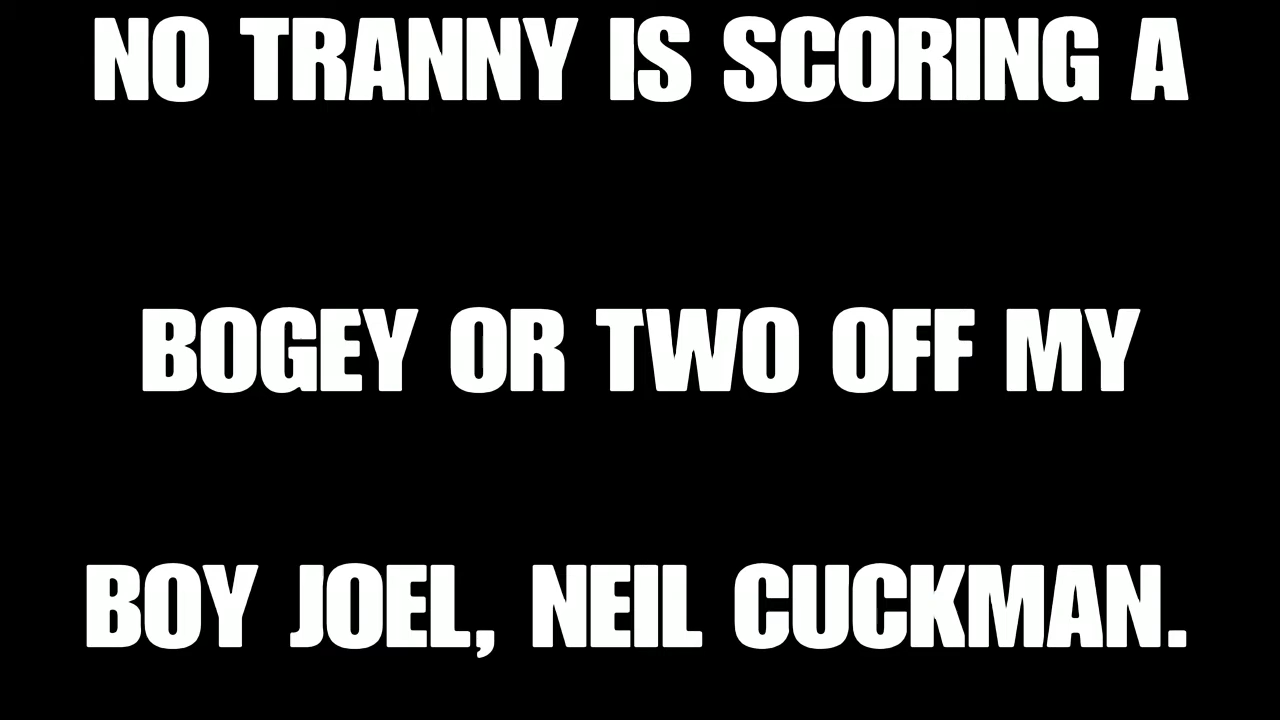 NO TRANNY IS SCORING A
BOGEY OR TWO OFF MY
BOY JOEL, NEIL CUCKMAN.